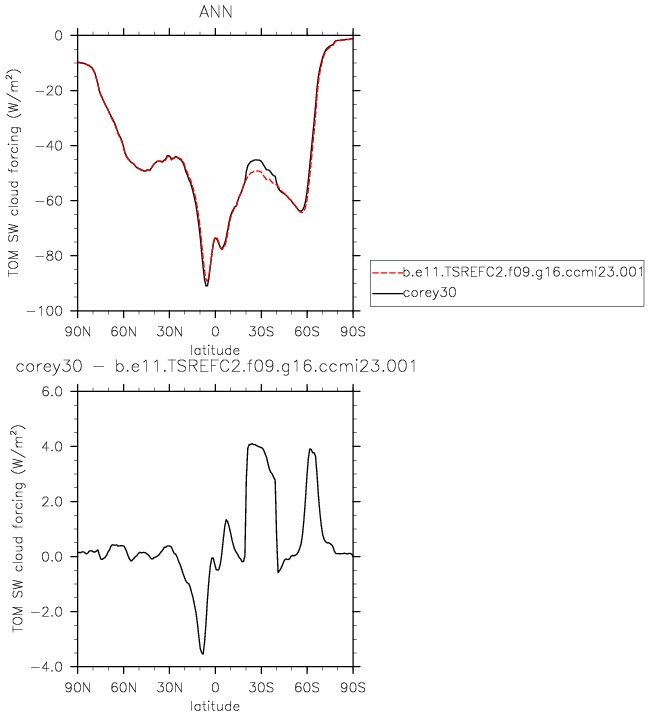 ANN
TOM SW cloud forcing (W/m²)
0
−20
−40
−60
−80
−100
90N 60N 30N 0 30S 60S 90S
latitude
b.e11.TSREFC2.f09.g16.ccmi23.001
corey30
corey30 − b.e11.TSREFC2.f09.g16.ccmi23.001
TOM SW cloud forcing (W/m²)
6.0
4.0
2.0
0.0
−2.0
−4.0
90N 60N 30N 0 30S 60S 90S
latitude